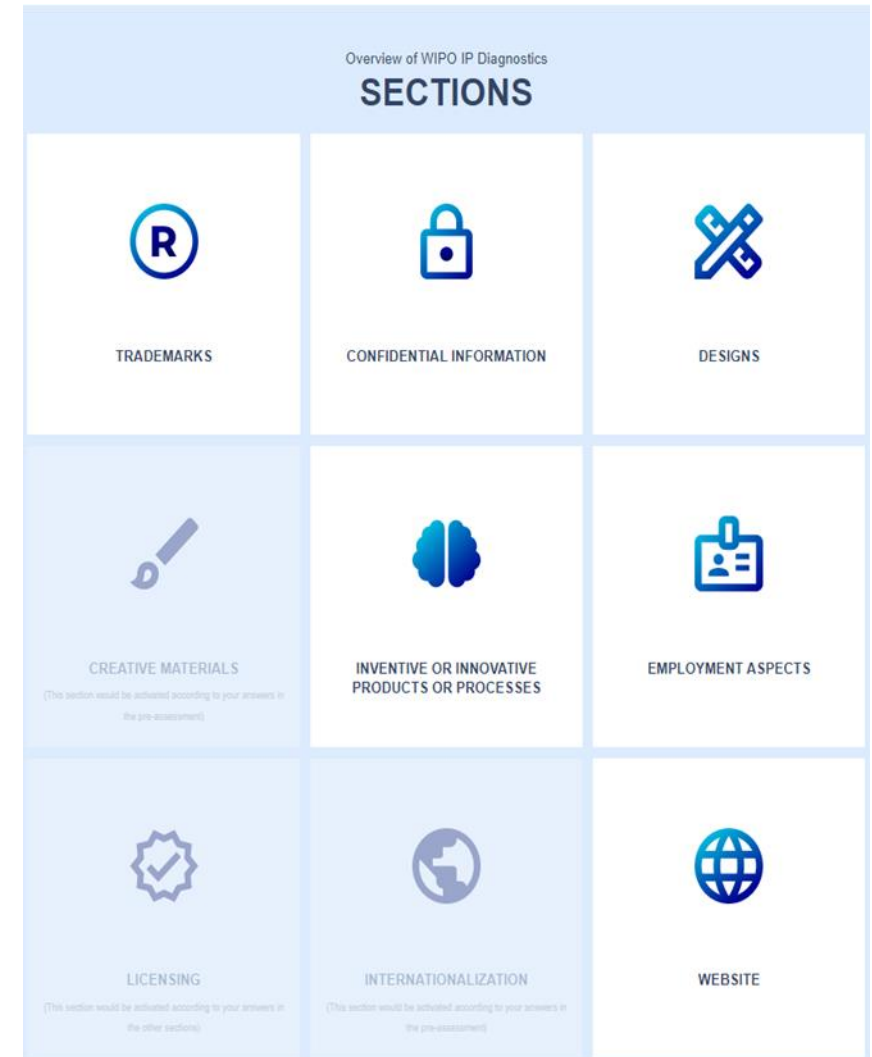 Overview of WIPO IP Diagnostics
SECTIONS
R
TRADEMARKS
CONFIDENTIAL INFORMATION
DESIGNS
CREATIVE MATERIALS
(This section would be activated according to your answers in
the pre-assessment)
INVENTIVE OR INNOVATIVE
PRODUCTS OR PROCESSES
EMPLOYMENT ASPECTS
LICENSING
(This section would be activated according to your answers in
the other sections)
INTERNATIONALIZATION
(This section would be activated according to your answers in
the pre-assessment)
WEBSITE